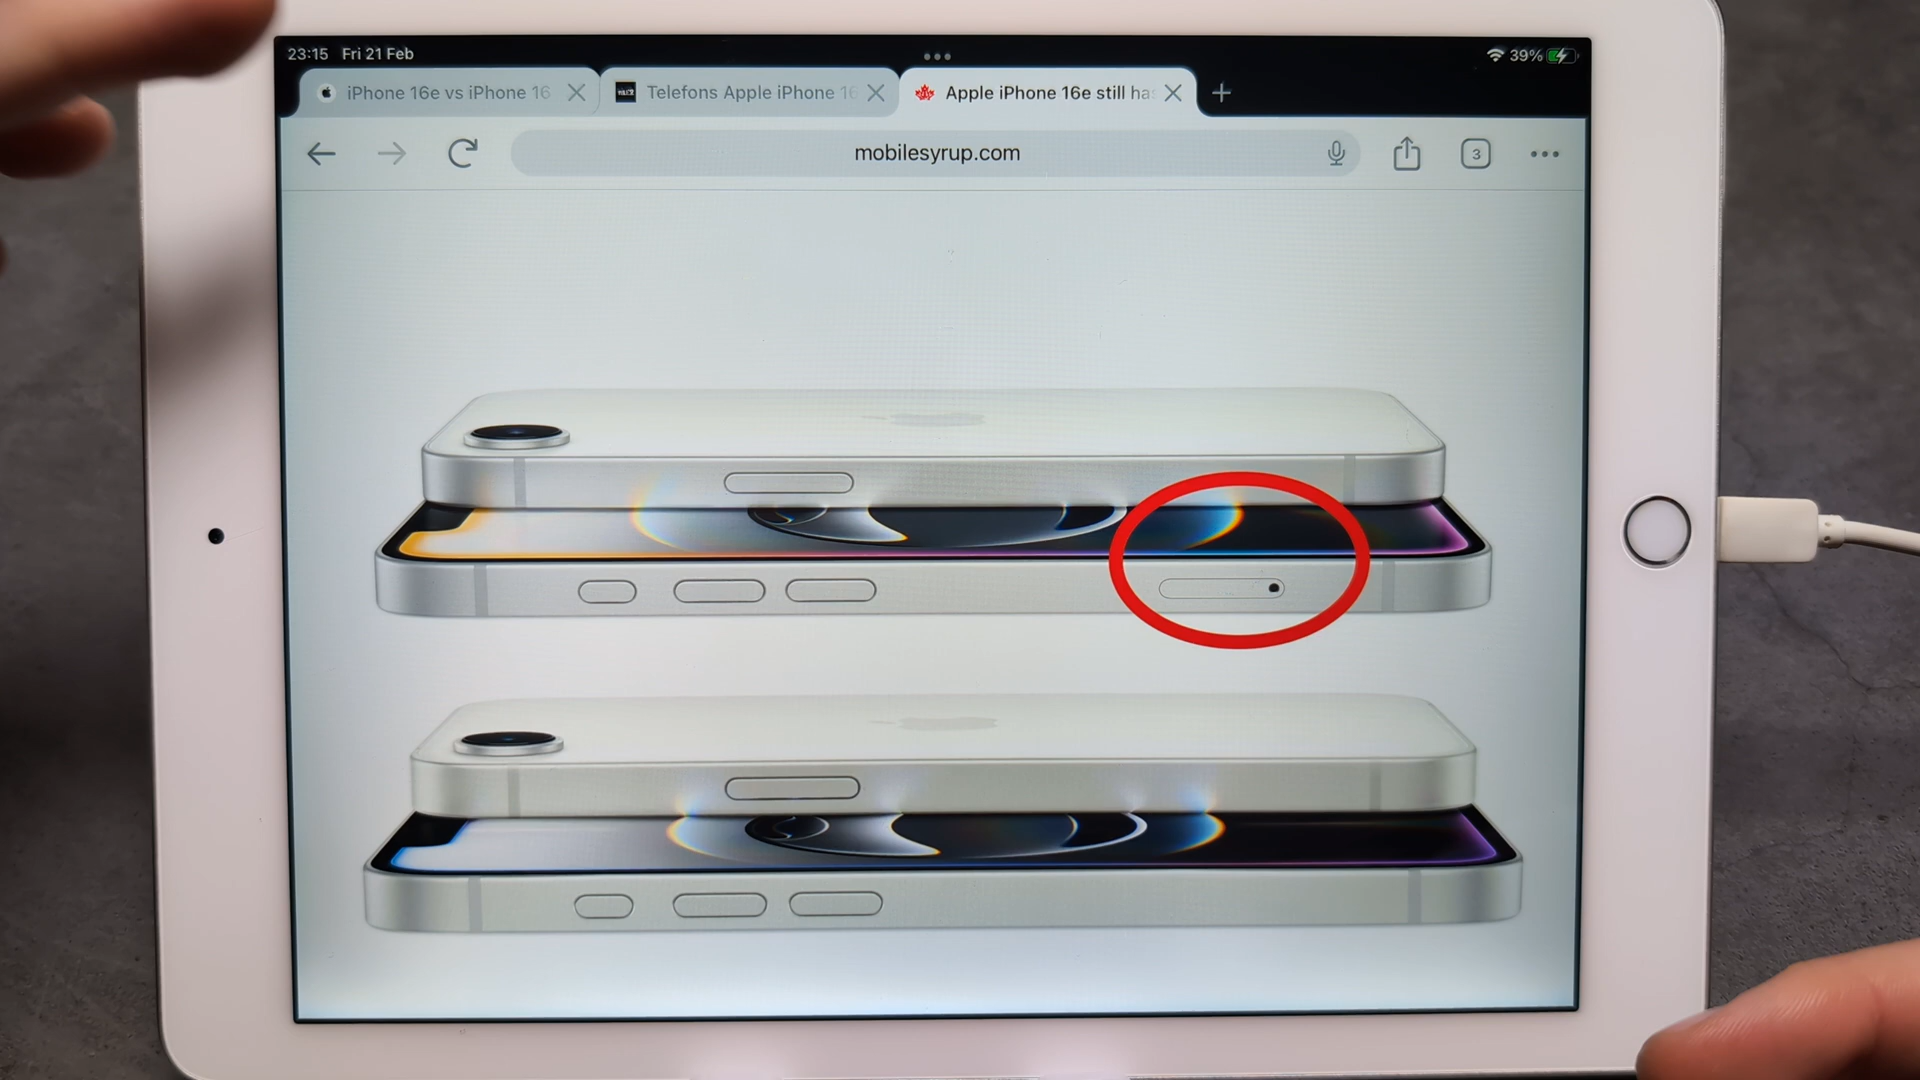 23:15 Fri 21 Feb
39%
iPhone 16e vs iPhone 16
Telefons Apple iPhone 16
Apple iPhone 16e still ha
mobilesyrup.com
3